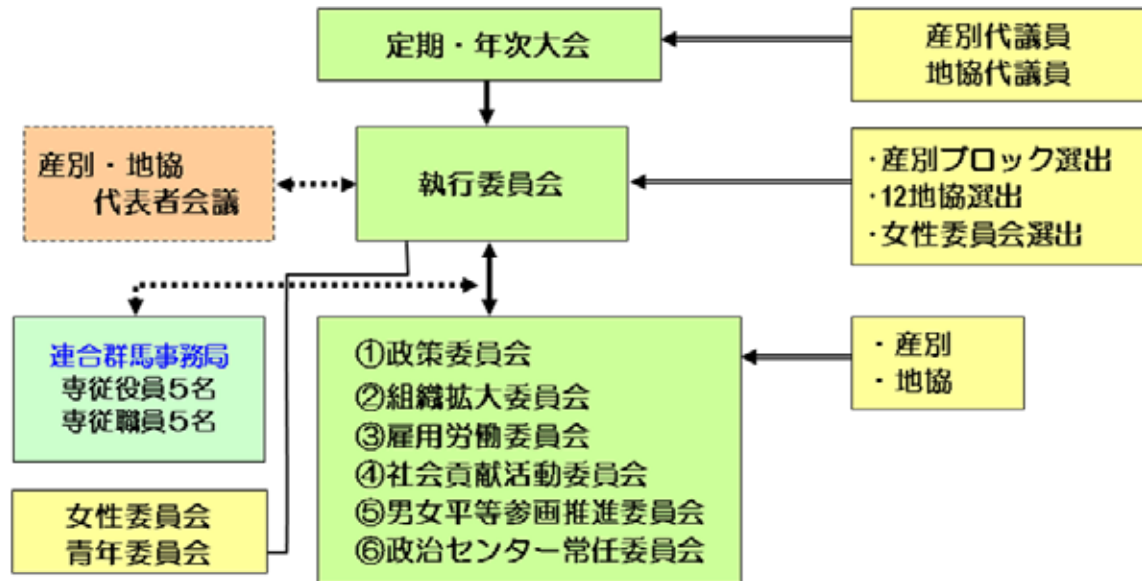 定期・年次大会
産別代議員
地協代議員
産別・地協
代表者会議
執行委員会
・産別ブロック選出
・12地協選出
・女性委員会選出
連合群馬事務局
専従役員5名
専従職員5名
①政策委員会
②組織拡大委員会
③雇用労働委員会
④社会貢献活動委員会
⑤男女平等参画推進委員会
⑥政治センター常任委員会
・産別
・地協
女性委員会
青年委員会